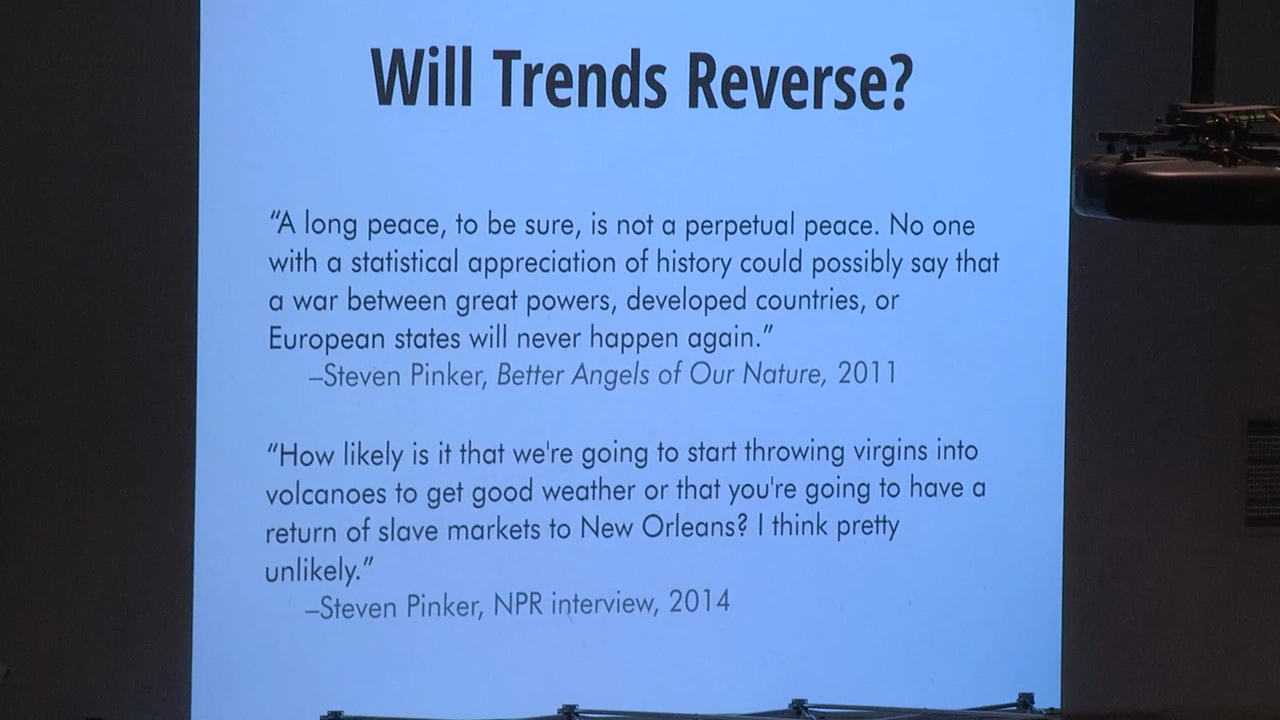 Will Trends Reverse?
“A long peace, to be sure, is not a perpetual peace. No one
with a statistical appreciation of history could possibly say that
a war between great powers, developed countries, or
European states will never happen again.”
–Steven Pinker, Better Angels of Our Nature, 2011
“How likely is it that we're going to start throwing virgins into
volcanoes to get good weather or that you're going to have a
return of slave markets to New Orleans? I think pretty
unlikely.”
–Steven Pinker, NPR interview, 2014